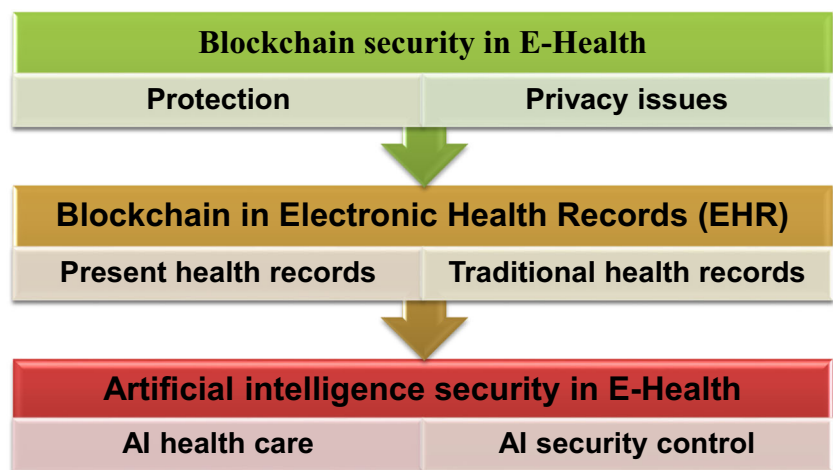 Blockchain security in E-Health
Protection
Privacy issues
Blockchain in Electronic Health Records (EHR)
Present health records
Traditional health records
Artificial intelligence security in E-Health
AI health care
AI security control